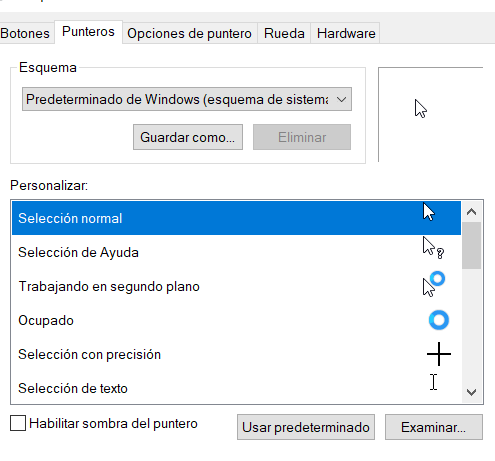 Botones Punteros Opciones de puntero Rueda Hardware
Esquema
Predeterminado de Windows (esquema de sistema
Guardar como... Eliminar
Personalizar:
Selección normal
Selección de Ayuda
Trabajando en segundo plano
Ocupado
Selección con precisión
Selección de texto
Habilitar sombra del puntero Usar predeterminado Examinar...